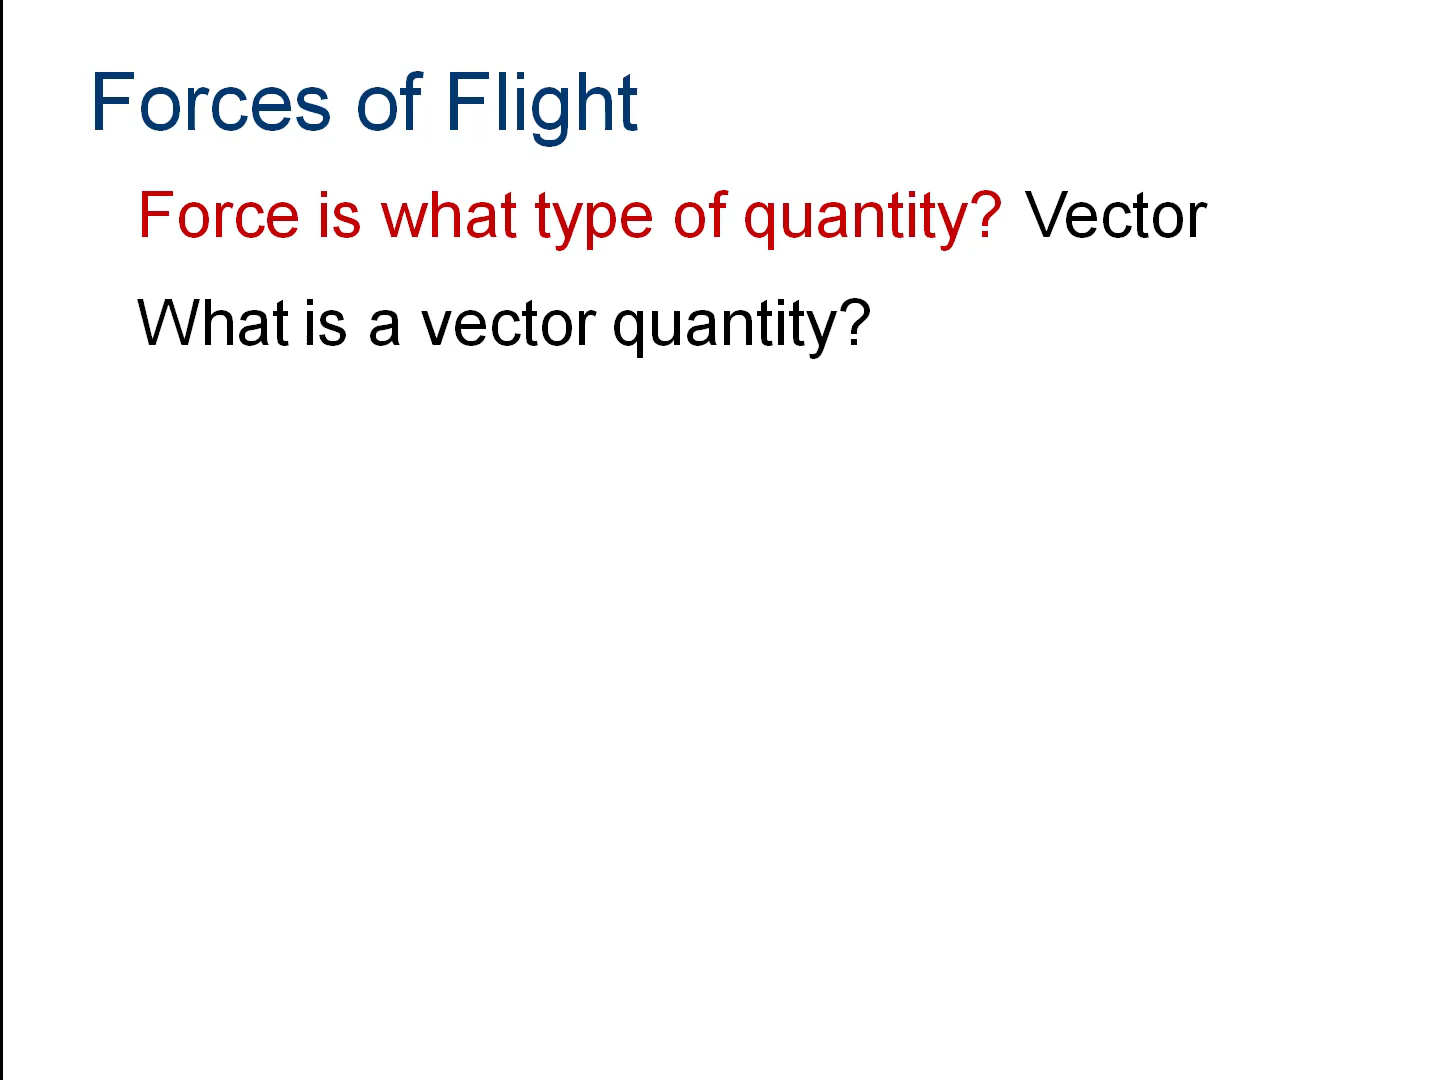 Forces of Flight
Force is what type of quantity? Vector
What is a vector quantity?